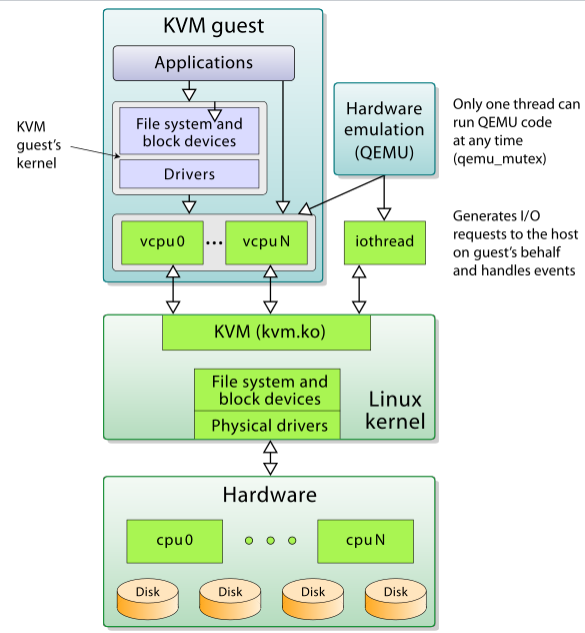 KVM guest
Applications
File system and
block devices
Drivers
KVM
guest's
kernel
vcpu0
...
vcpuN
Hardware
emulation
(QEMU)
Only one thread can
run QEMU code
at any time
(qemu_mutex)
iothread
Generates I/O
requests to the host
on guest's behalf
and handles events
KVM (kvm.ko)
File system and
block devices
Physical drivers
Linux
kernel
Hardware
cpu0
cpuN
Disk
Disk
Disk
Disk